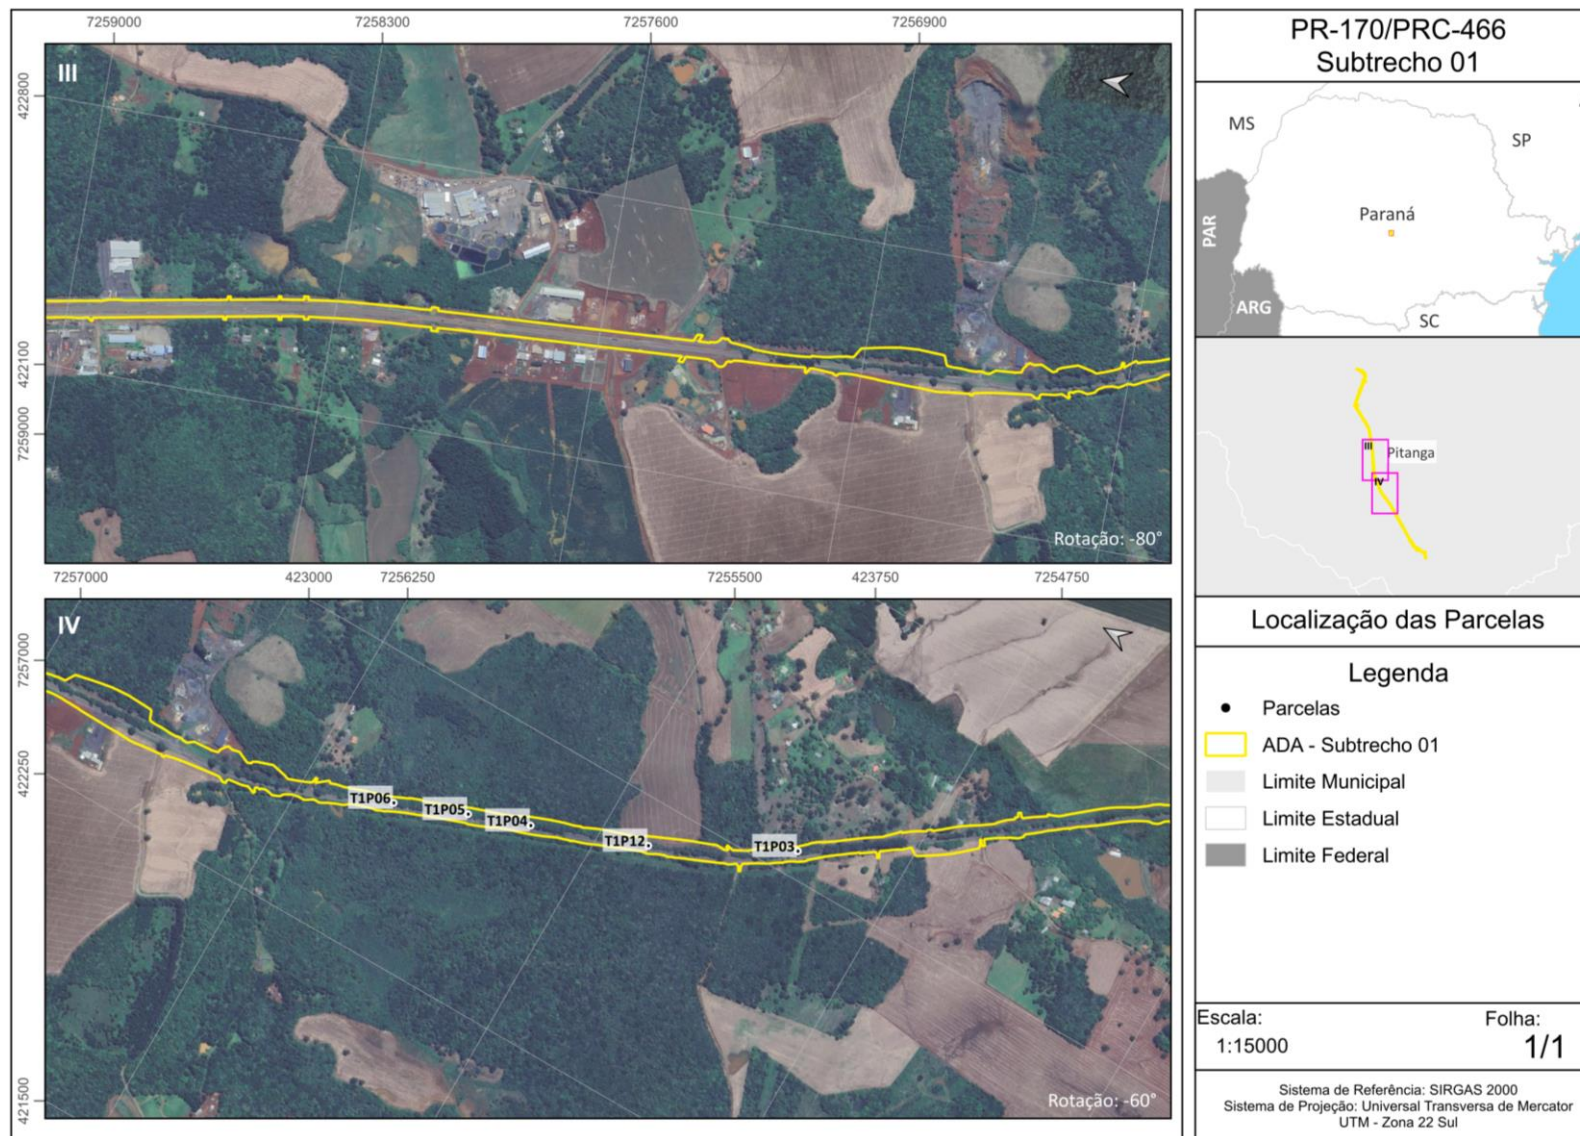 7259000 7258300 7257600 7256900
422800
422100
7259000
III
Rotação: -80°
7257000 423000 7256250 7255500 423750 7254750
7257000
422250
421500
IV
T1P06
T1P05
T1P04
T1P12
T1P03
Rotação: -60°
PR-170/PRC-466
Subtrecho 01
MS
SP
PAR
Paraná
ARG
SC
III
Pitanga
IV
Localização das Parcelas
Legenda
Parcelas
ADA - Subtrecho 01
Limite Municipal
Limite Estadual
Limite Federal
Escala:
1:15000
Folha:
1/1
Sistema de Referência: SIRGAS 2000
Sistema de Projeção: Universal Transversa de Mercator
UTM - Zona 22 Sul